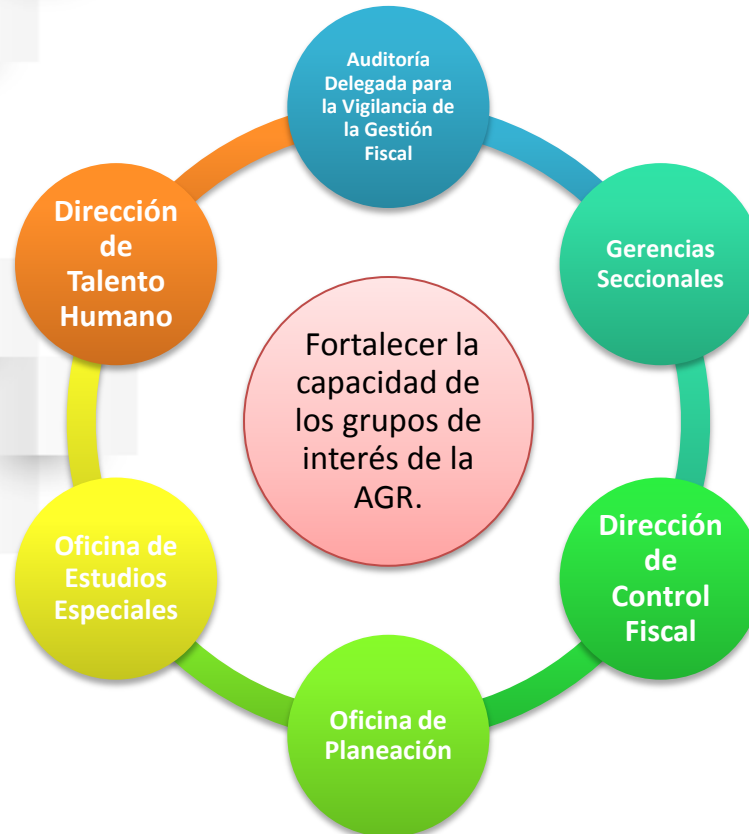 Auditoría
Delegada para
la Vigilancia de
la Gestión
Fiscal
Gerencias
Seccionales
Dirección
de
Control
Fiscal
Oficina de
Planeación
Oficina de
Estudios
Especiales
Dirección
de
Talento
Humano
Fortalecer la
capacidad de
los grupos de
interés de la
AGR.